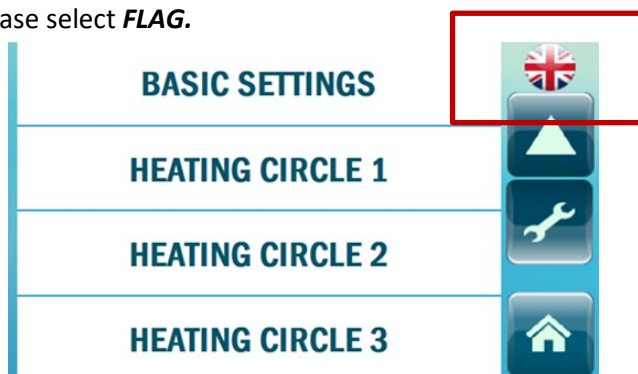 ase select FLAG.
BASIC SETTINGS
HEATING CIRCLE 1
HEATING CIRCLE 2
HEATING CIRCLE 3